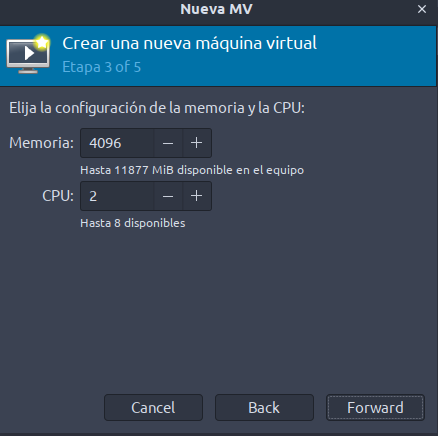 Nueva MV ×
Crear una nueva máquina virtual
Etapa 3 of 5
Elija la configuración de la memoria y la CPU:
Memoria: 4096 − +
Hasta 11877 MiB disponible en el equipo
CPU: 2 − +
Hasta 8 disponibles
Cancel Back Forward